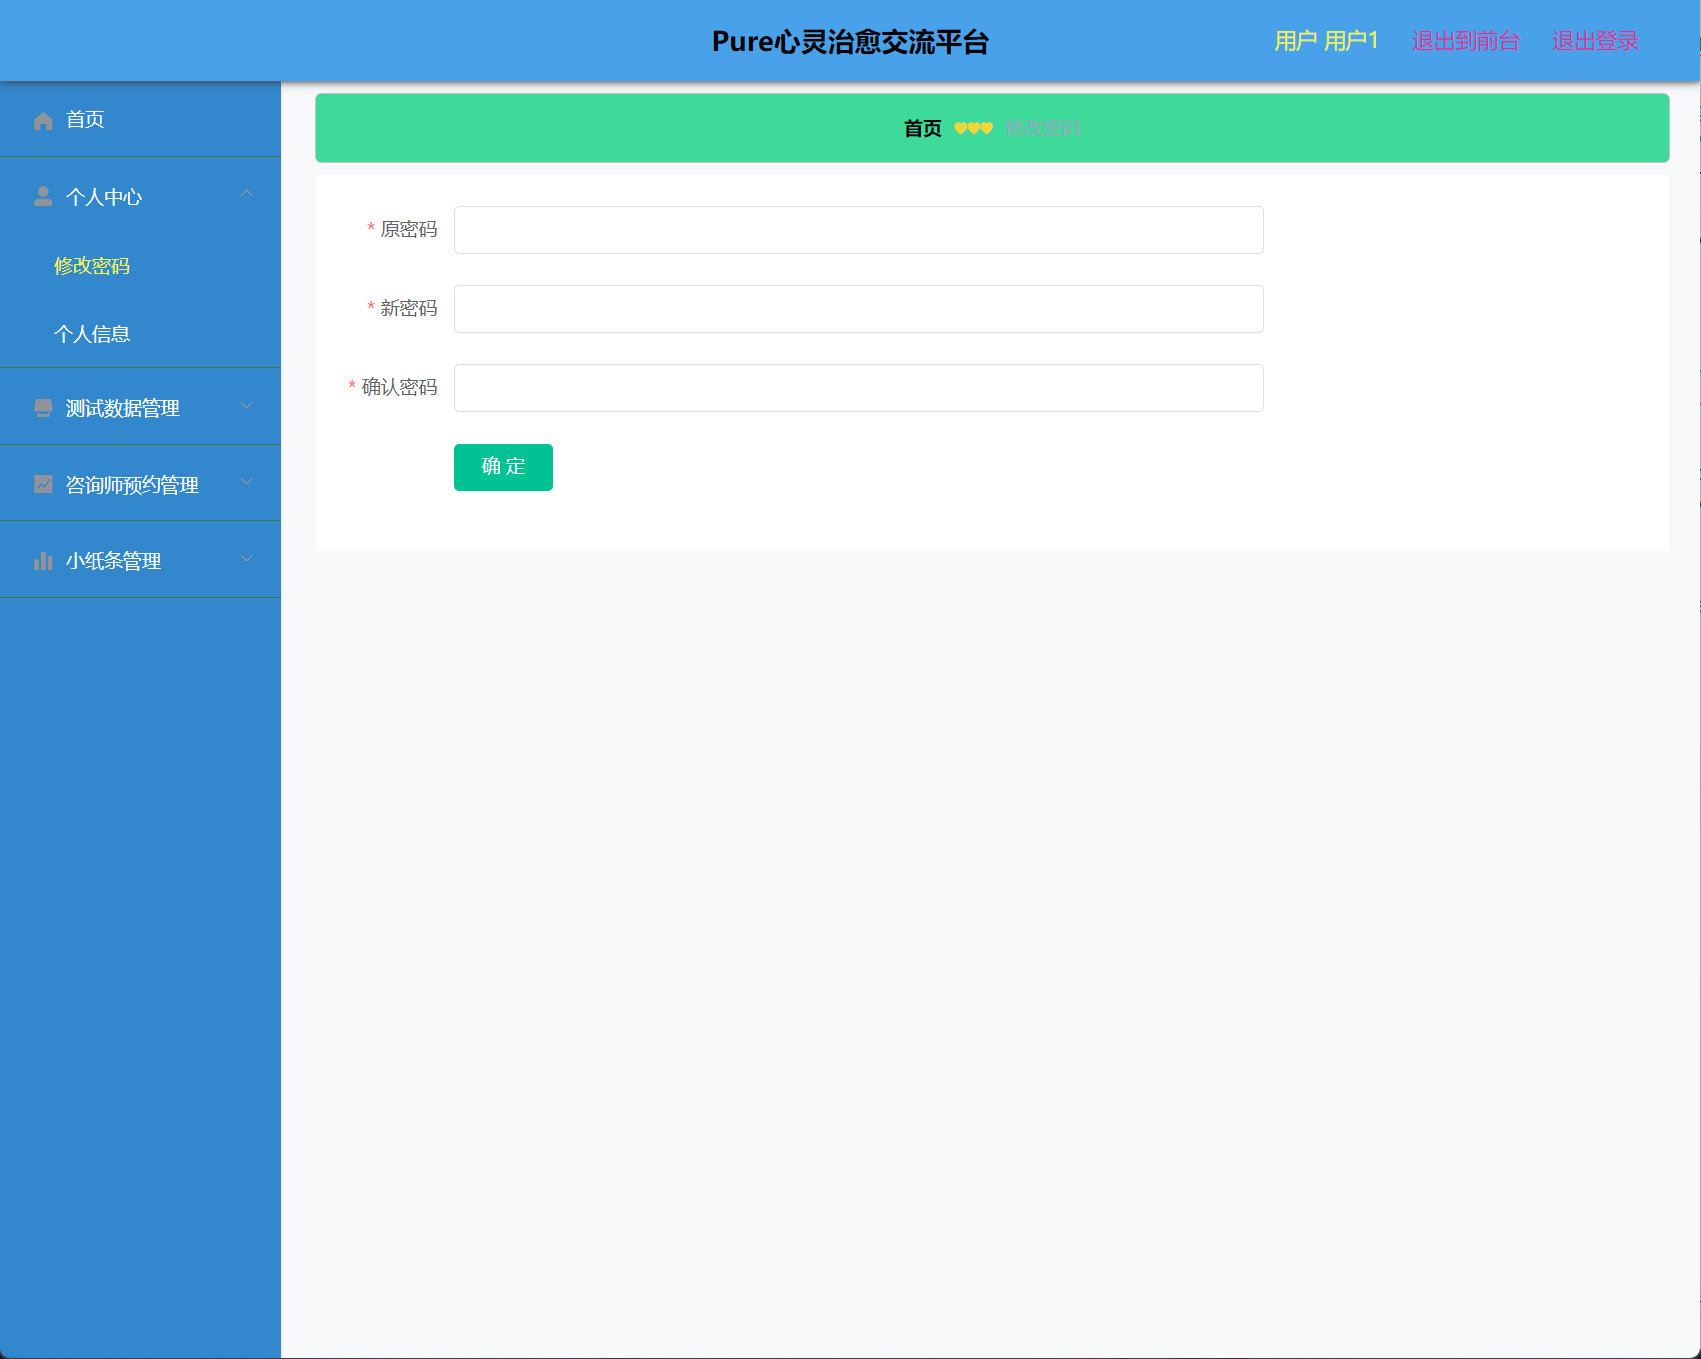 Pure心灵治愈交流平台
用户 用户1 退出到前台 退出登录
首页
个人中心
修改密码
个人信息
测试数据管理
咨询师预约管理
小纸条管理
首页 修改密码
* 原密码
* 新密码
* 确认密码
确 定